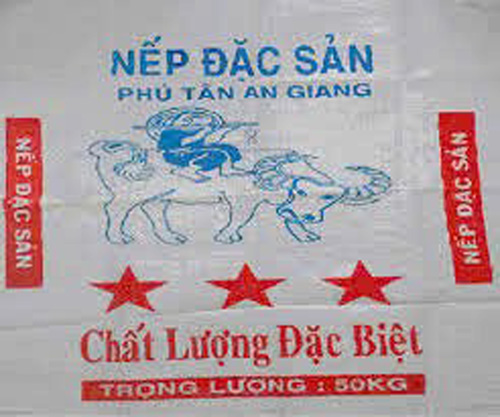 NẾP ĐẶC SẢN
PHÚ TÂN AN GIANG
NẾP ĐẶC SẢN
NẾP ĐẶC SẢN
Chất Lượng Đặc Biệt
TRỌNG LƯỢNG : 50KG